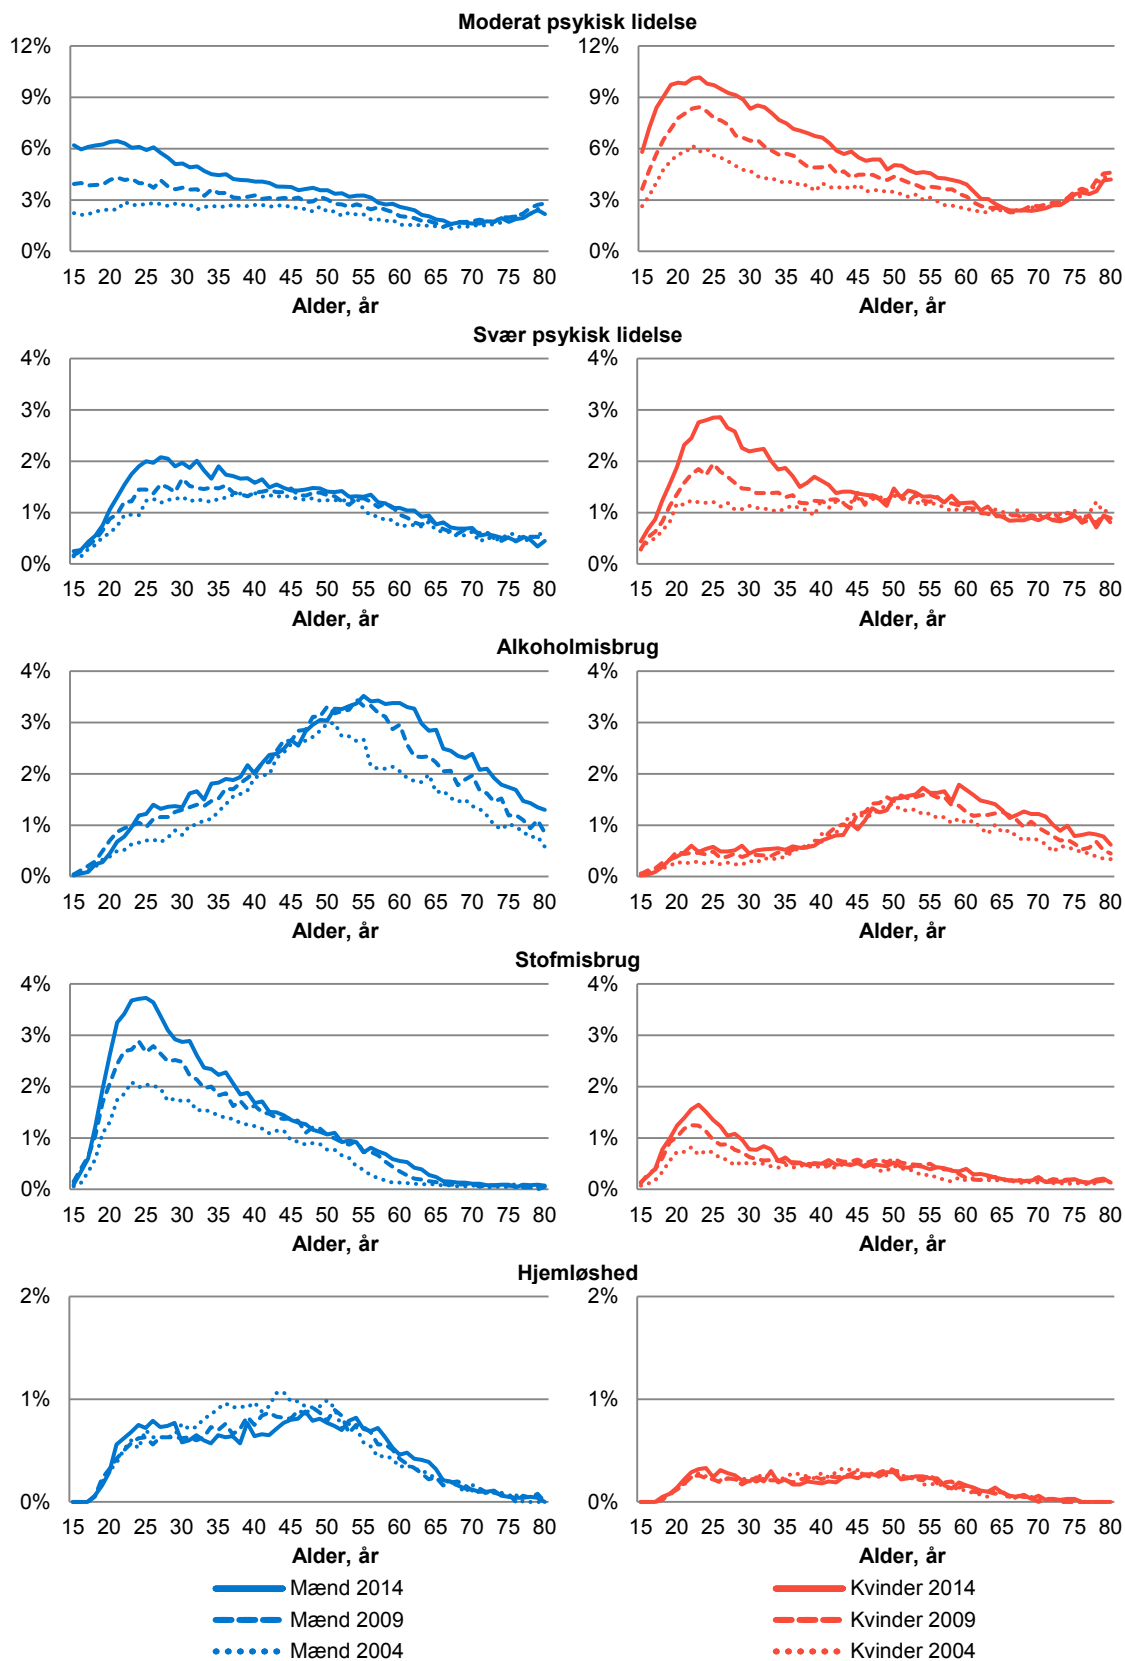 Moderat psykisk lidelse
12% 12%
9% 9%
6% 6%
3% 3%
0% 0%
15 20 25 30 35 40 45 50 55 60 65 70 75 80 15 20 25 30 35 40 45 50 55 60 65 70 75 80
Alder, år Alder, år
Svær psykisk lidelse
4% 4%
3% 3%
2% 2%
1% 1%
0% 0%
15 20 25 30 35 40 45 50 55 60 65 70 75 80 15 20 25 30 35 40 45 50 55 60 65 70 75 80
Alder, år Alder, år
Alkoholmisbrug
4% 4%
3% 3%
2% 2%
1% 1%
0% 0%
15 20 25 30 35 40 45 50 55 60 65 70 75 80 15 20 25 30 35 40 45 50 55 60 65 70 75 80
Alder, år Alder, år
Stofmisbrug
4% 4%
3% 3%
2% 2%
1% 1%
0% 0%
15 20 25 30 35 40 45 50 55 60 65 70 75 80 15 20 25 30 35 40 45 50 55 60 65 70 75 80
Alder, år Alder, år
Hjemløshed
2% 2%
1% 1%
0% 0%
15 20 25 30 35 40 45 50 55 60 65 70 75 80 15 20 25 30 35 40 45 50 55 60 65 70 75 80
Alder, år Alder, år
Mænd 2014 Kvinder 2014
Mænd 2009 Kvinder 2009
Mænd 2004 Kvinder 2004